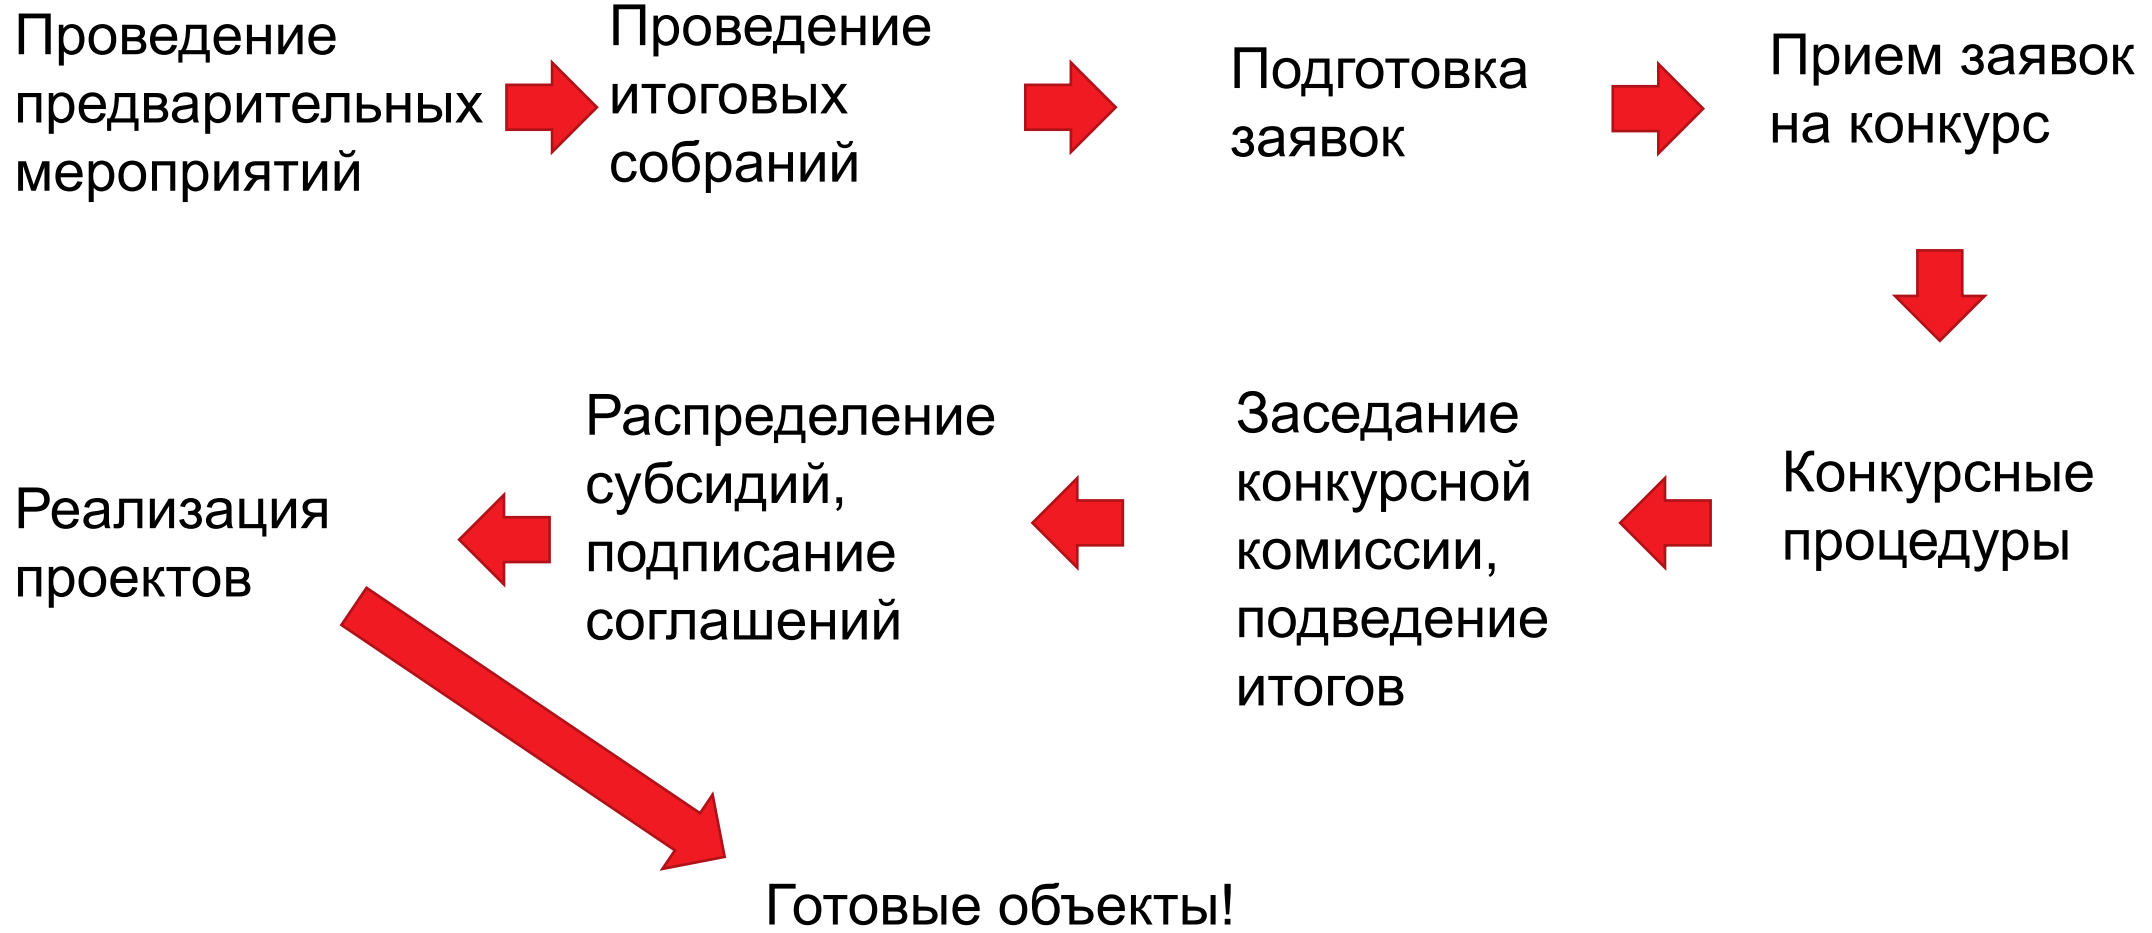 Проведение
предварительных
мероприятий
Проведение
итоговых
собраний
Подготовка
заявок
Прием заявок
на конкурс
Конкурсные
процедуры
Заседание
конкурсной
комиссии,
подведение
итогов
Распределение
субсидий,
подписание
соглашений
Реализация
проектов
Готовые объекты!